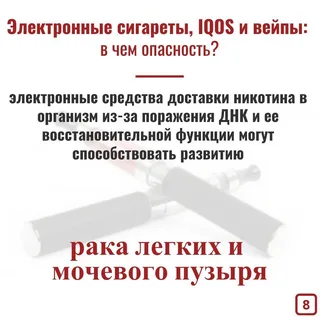 Электронные сигареты, IQOS и вейпы:
в чем опасность?
электронные средства доставки никотина в
организм из-за поражения ДНК и ее
восстановительной функции могут
способствовать развитию
рака легких и
мочевого пузыря
8